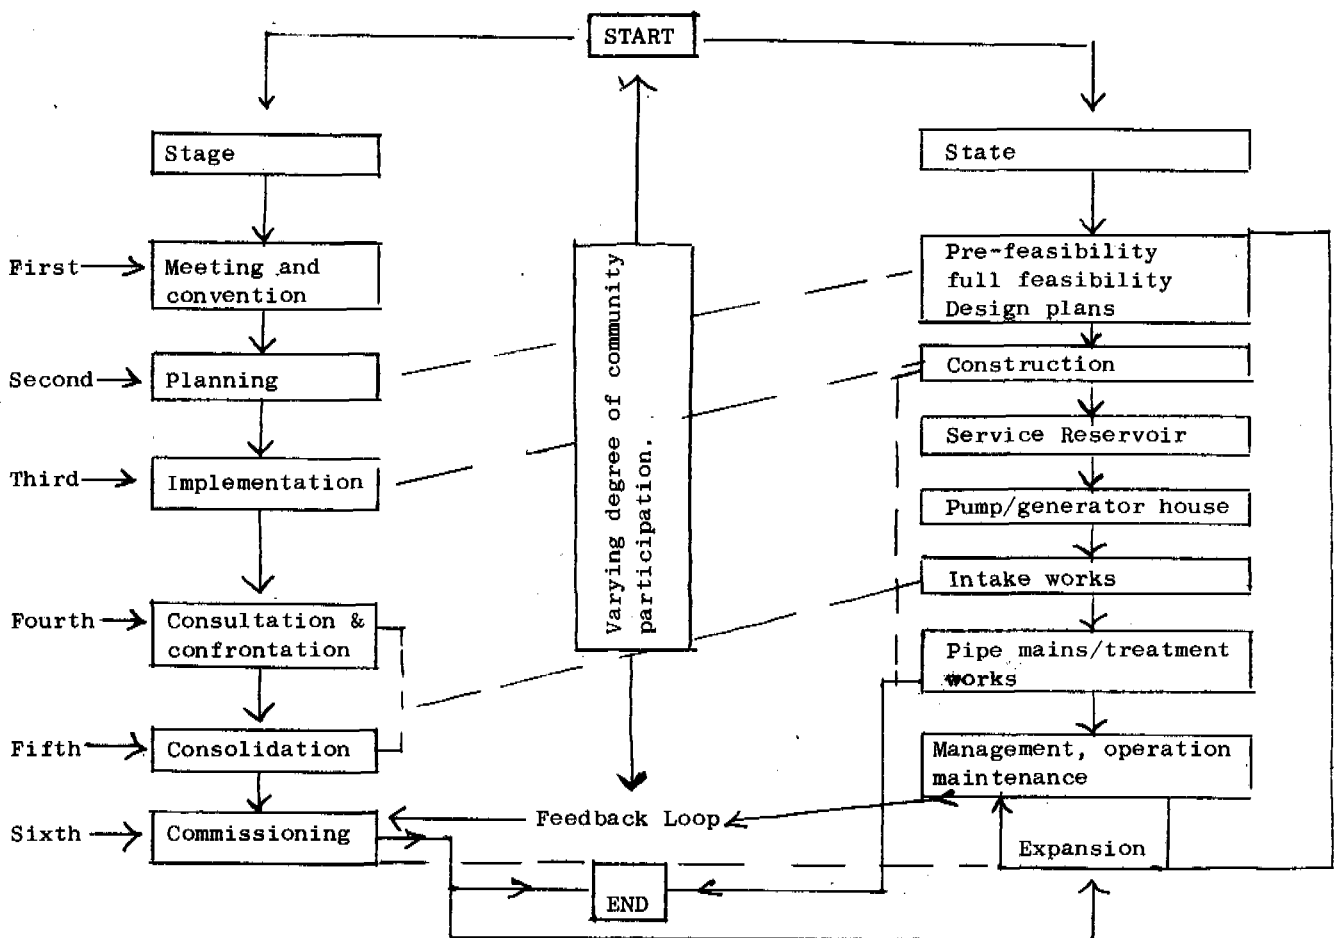 START
Stage
State
First
Meeting and
convention
Second
Planning
Third
Implementation
Fourth
Consultation &
confrontation
Fifth
Consolidation
Sixth
Commissioning
Varying degree of community
participation.
Feedback Loop
END
Pre-feasibility
full feasibility
Design plans
Construction
Service Reservoir
Pump/generator house
Intake works
Pipe mains/treatment
works
Management, operation
maintenance
Expansion